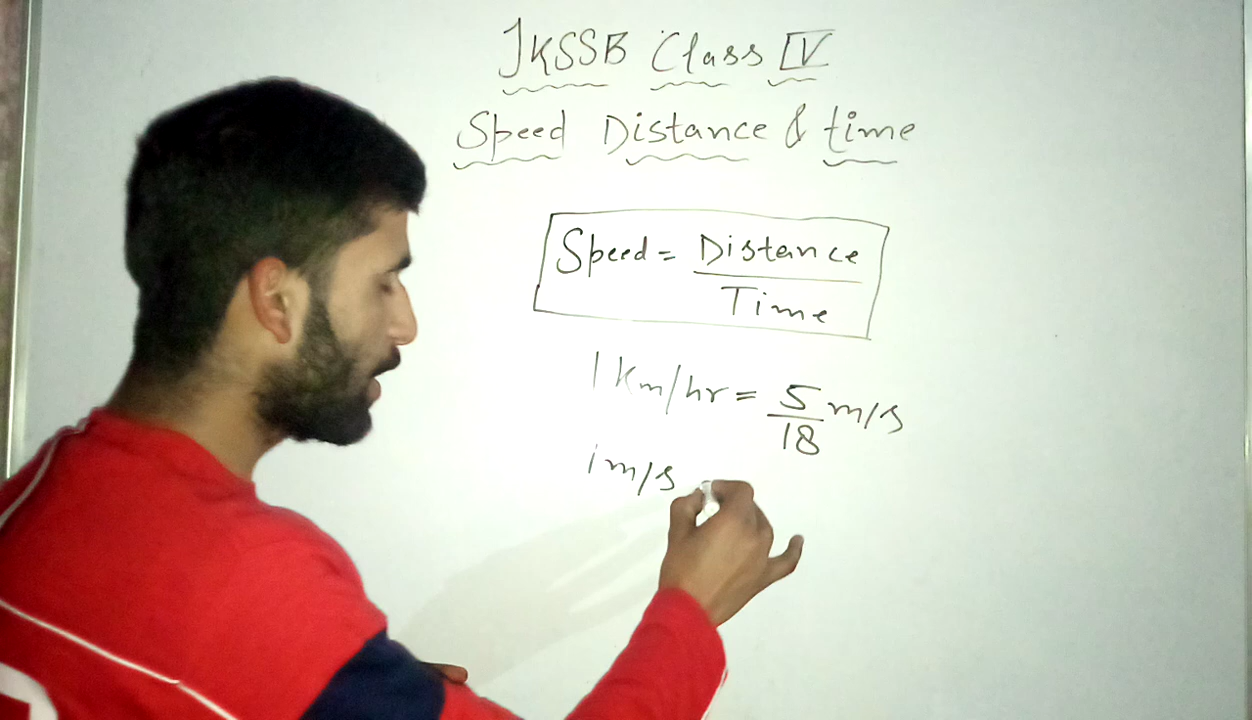 JKSSB Class IV
Speed Distance & time
Speed = Distance / Time
1 km/hr = 5/18 m/s
1 m/s